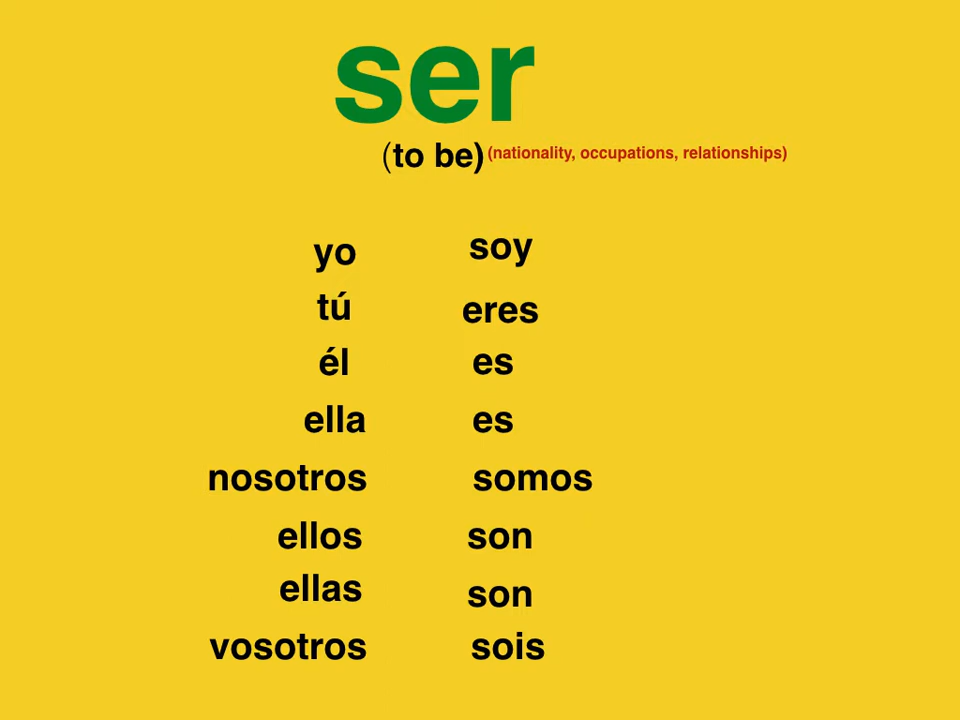 ser
(to be) (nationality, occupations, relationships)
yo soy
tú eres
él es
ella es
nosotros somos
ellos son
ellas son
vosotros sois